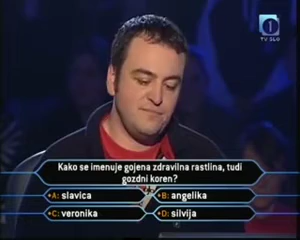 TV SLO
Kako se imenuje gojena zdravilna rastlina, tudi
gozdni koren?
A: slavica
B: angelika
C: veronika
D: silvija